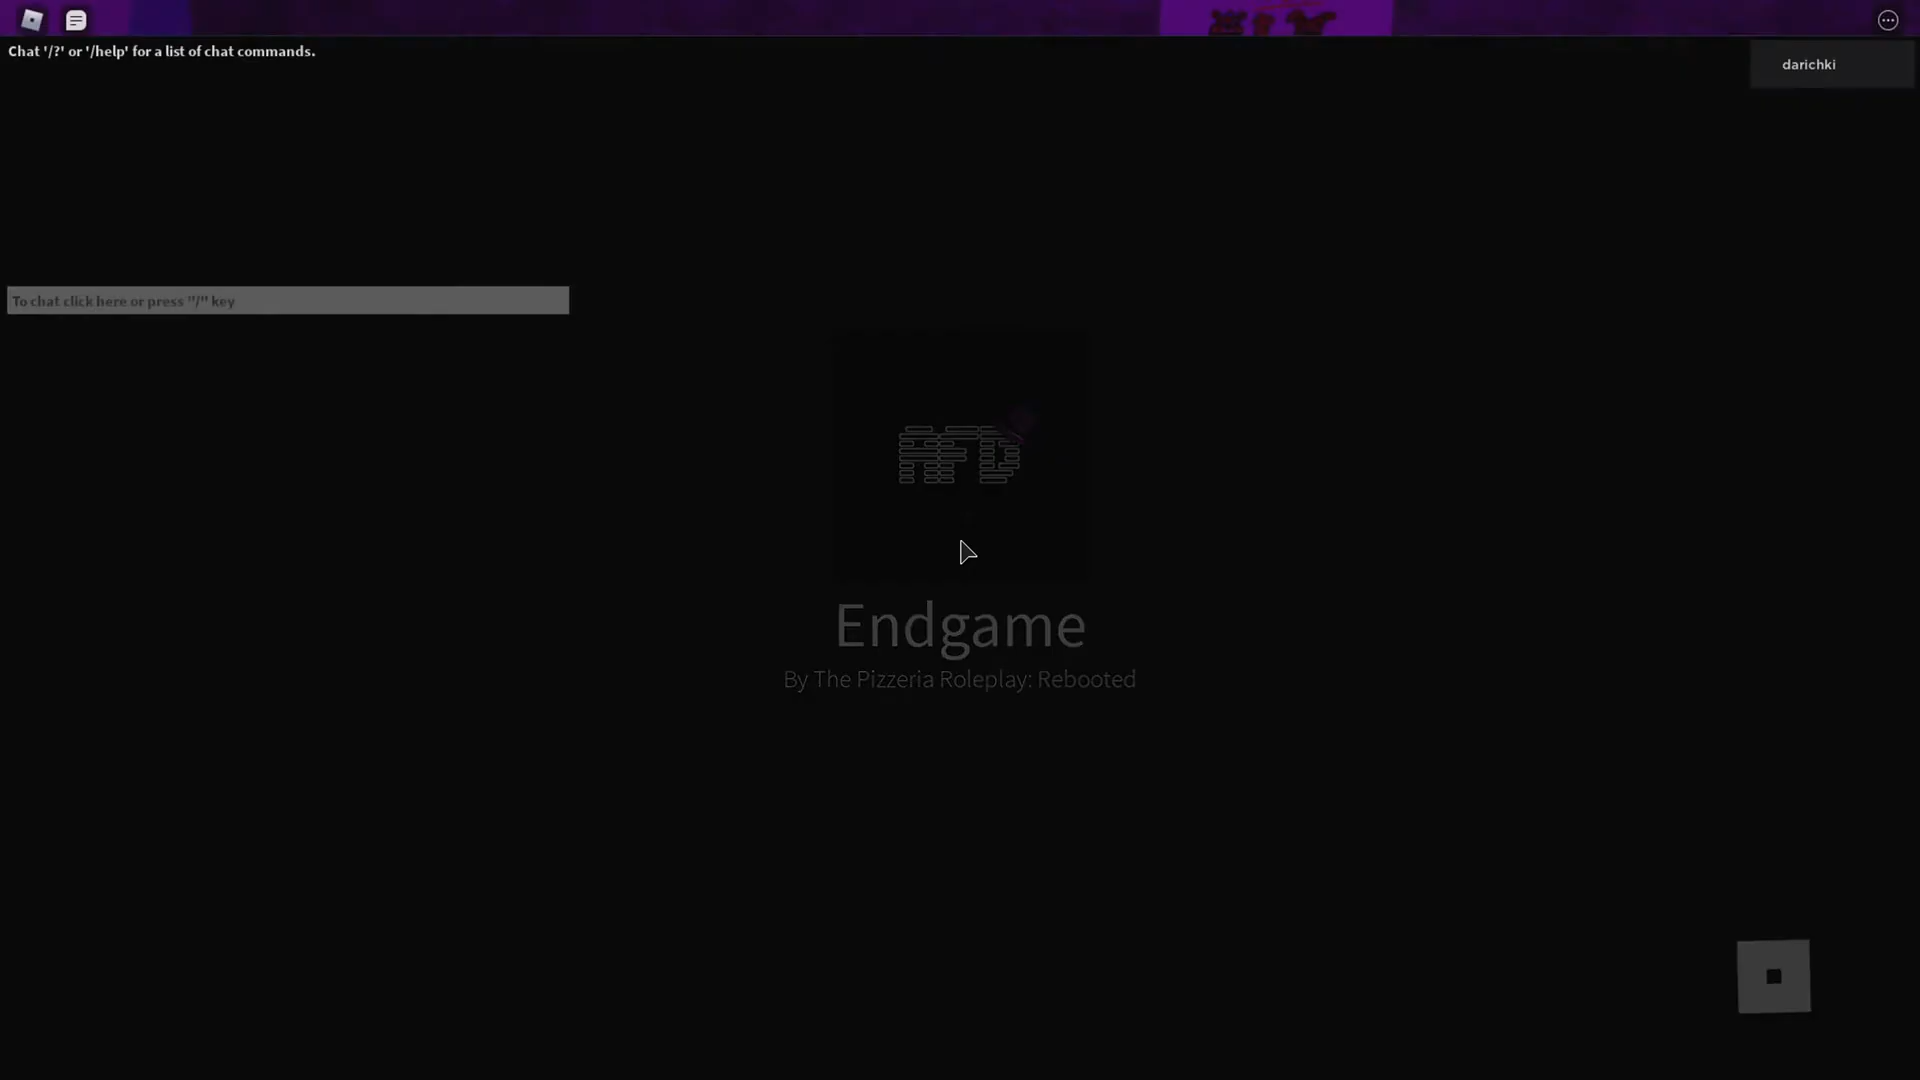 Chat '/?' or '/help' for a list of chat commands.
darichki
To chat click here or press "/" key
Endgame
By The Pizzeria Roleplay: Rebooted